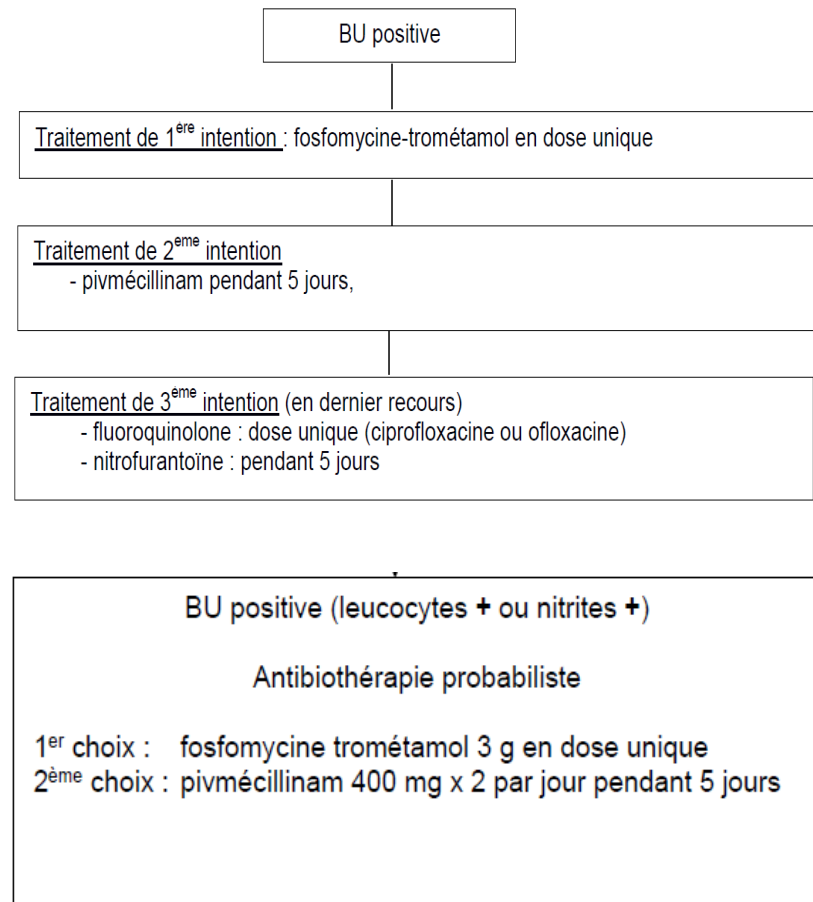 BU positive
Traitement de 1ère intention : fosfomycine-trométamol en dose unique
Traitement de 2eme intention
- pivmécillinam pendant 5 jours,
Traitement de 3ème intention (en dernier recours)
- fluoroquinolone : dose unique (ciprofloxacine ou ofloxacine)
- nitrofurantoïne : pendant 5 jours
BU positive (leucocytes + ou nitrites +)
Antibiothérapie probabiliste
1er choix : fosfomycine trométamol 3 g en dose unique
2ème choix : pivmécillinam 400 mg x 2 par jour pendant 5 jours